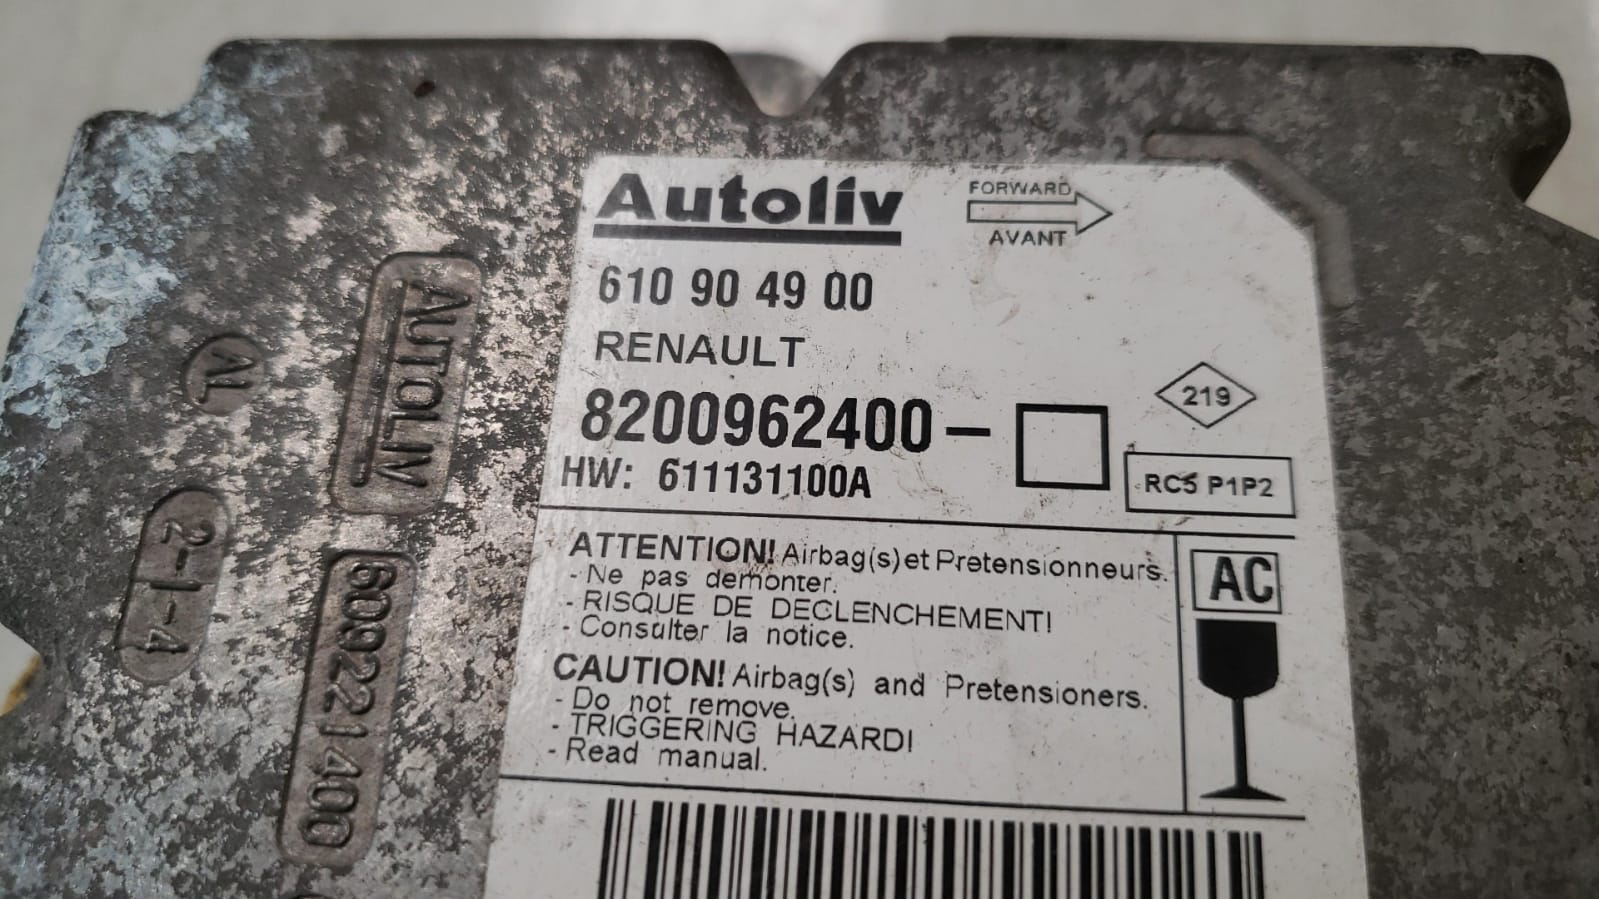 Autoliv
FORWARD
AVANT
610 90 49 00
RENAULT
8200962400-
219
HW: 611131100A
RC5 P1P2
ATTENTION! Airbag(s) et Pretensionneurs.
- Ne pas demonter.
- RISQUE DE DECLENCHEMENT!
- Consulter la notice.
AC
CAUTION! Airbag(s) and Pretensioners.
- Do not remove.
- TRIGGERING HAZARD!
- Read manual.
AL
AUTOLIV
2-1-4
609221400